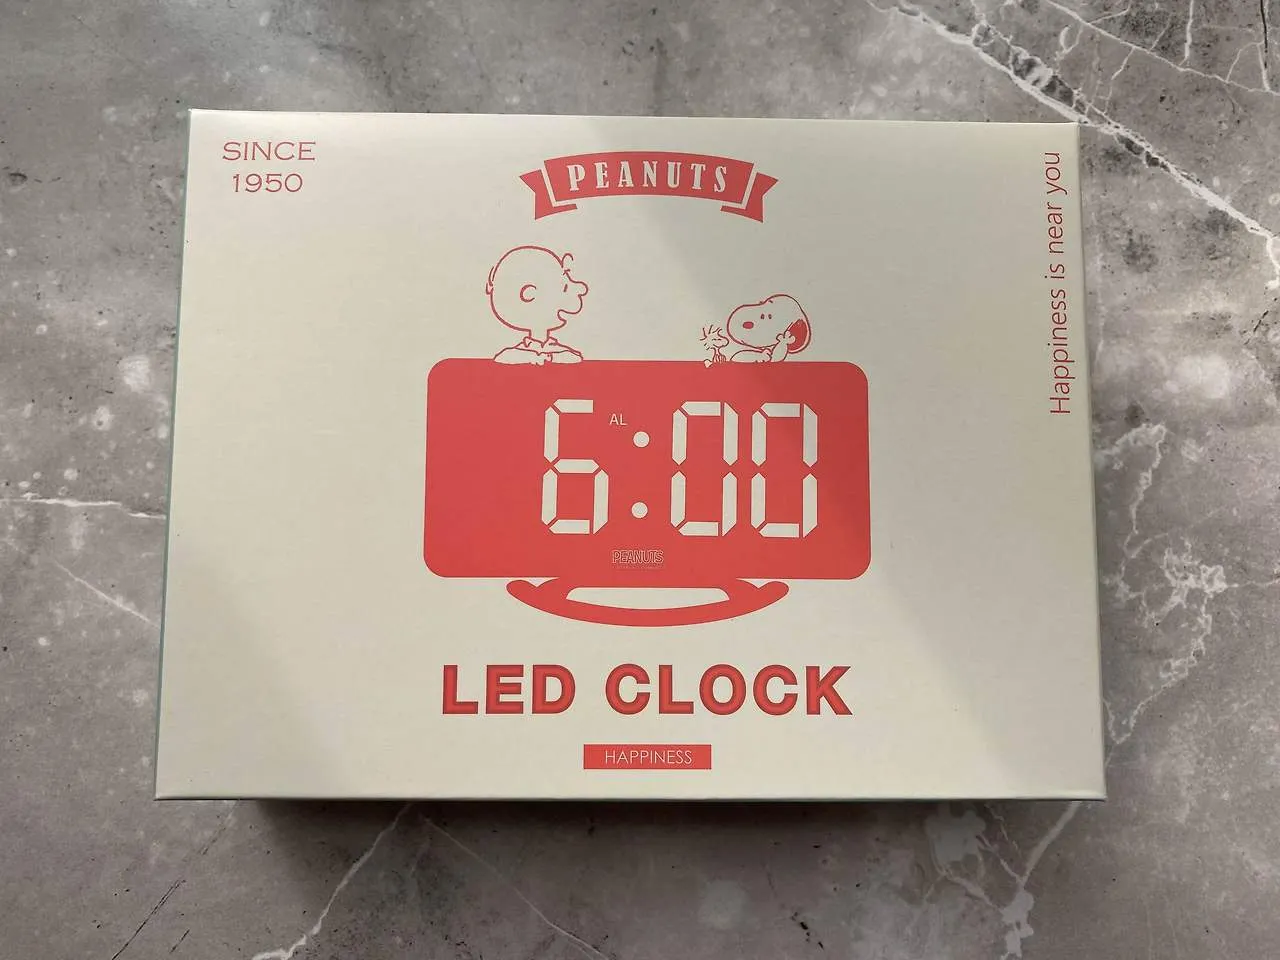 SINCE
1950
PEANUTS
Happiness is near you
AL
6:00
PEANUTS
LED CLOCK
HAPPINESS